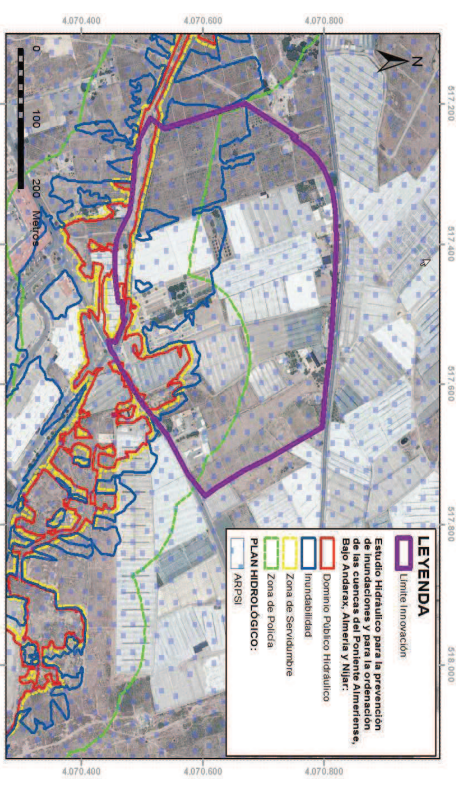 517.200 517.400 517.600 517.800 518.000
4.070.800
4.070.600
4.070.400
N
0 100 200 Metros
LEYENDA
Límite Innovación
Estudio Hidráulico para la prevención
de inundaciones y para la ordenación
de las cuencas del Poniente Almeriense,
Bajo Andarax, Almería y Níjar:
Dominio Público Hidráulico
Inundabilidad
Zona de Servidumbre
Zona de Policía
PLAN HIDROLÓGICO:
ARPSI
4.070.800
4.070.600
4.070.400